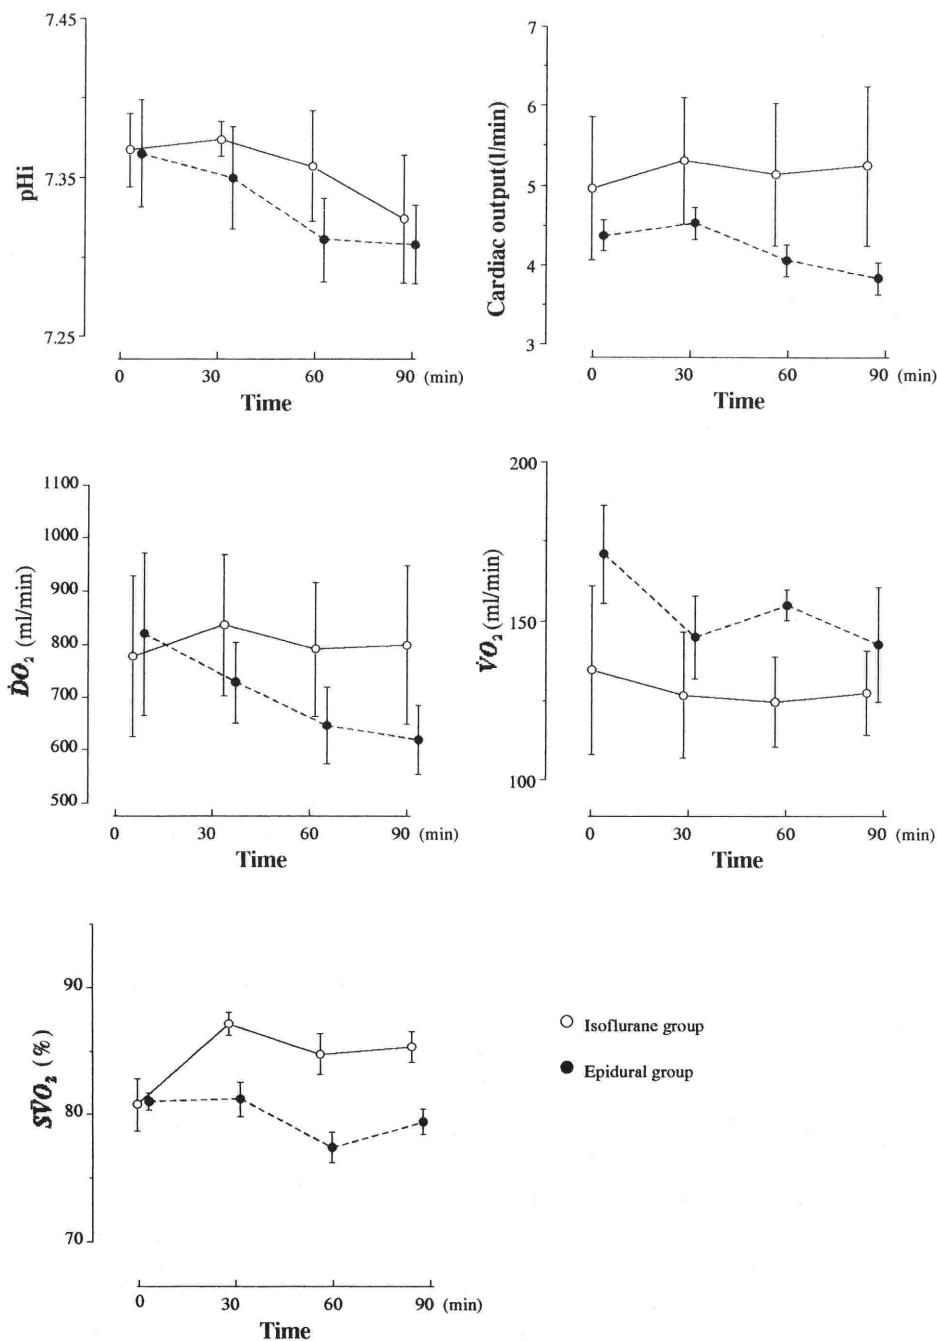 7.45
7.35
7.25
pHi
0 30 60 90 (min)
Time
7
6
5
4
3
Cardiac output(l/min)
0 30 60 90 (min)
Time
1100
1000
900
800
700
600
500
ḊO₂ (ml/min)
0 30 60 90 (min)
Time
200
150
100
V̇O₂ (ml/min)
0 30 60 90 (min)
Time
90
80
70
SV̄O₂ (%)
0 30 60 90 (min)
Time
Isoflurane group
Epidural group